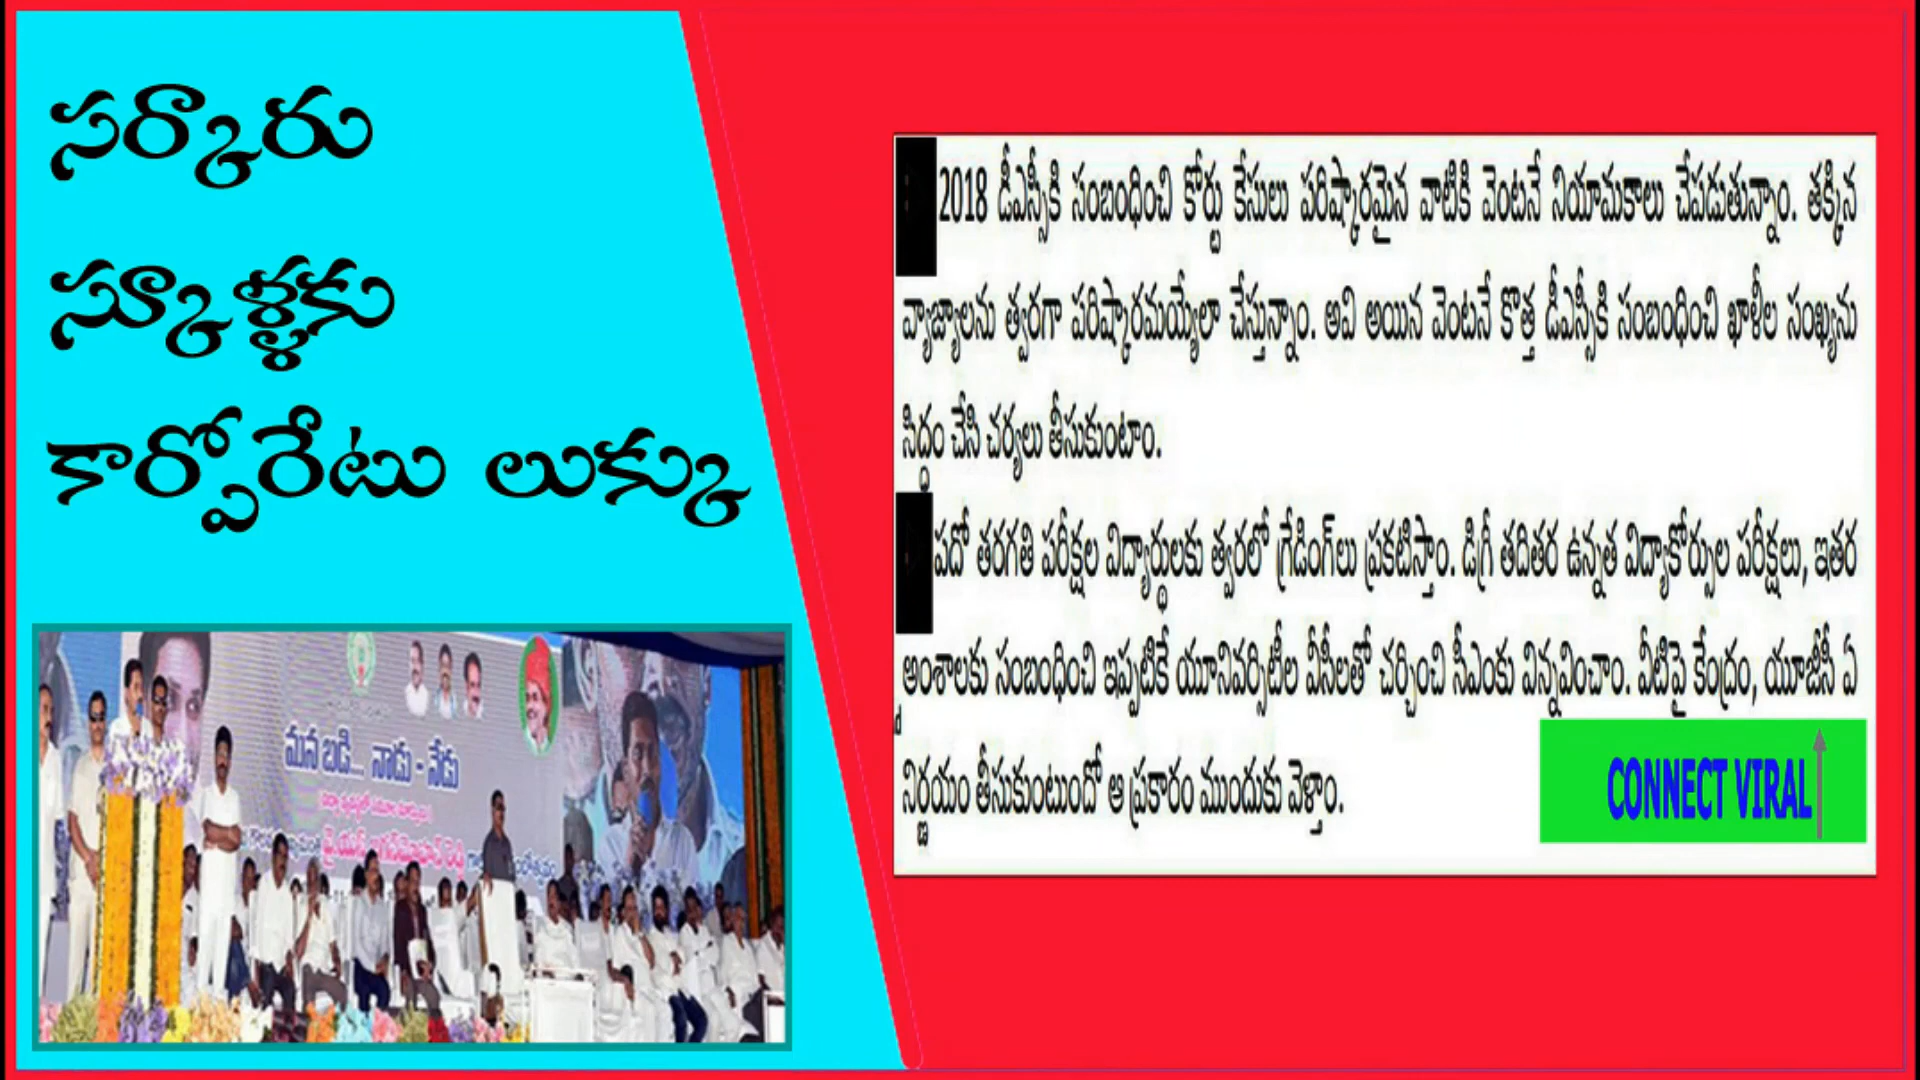 సర్కారు
స్కూళ్లకు
కార్పోరేటు లుక్కు
మన బడి... నాడు - నేడు
2018 డీఎస్సీకి సంబంధించి కోర్టు కేసులు పరిష్కారమైన వాటికి వెంటనే నియామకాలు చేపడుతున్నాం. తక్కిన
వ్యాజ్యాలను త్వరగా పరిష్కారమయ్యేలా చేస్తున్నాం. అవి అయిన వెంటనే కొత్త డీఎస్సీకి సంబంధించి ఖాళీల సంఖ్యను
సిద్ధం చేసి చర్యలు తీసుకుంటాం.
పదో తరగతి పరీక్షల విద్యార్థులకు త్వరలో గ్రేడింగ్‌లు ప్రకటిస్తాం. డిగ్రీ తదితర ఉన్నత విద్యాకోర్సుల పరీక్షలు, ఇతర
అంశాలకు సంబంధించి ఇప్పటికే యూనివర్సిటీల వీసీలతో చర్చించి సీఎంకు విన్నవించాం. వీటిపై కేంద్రం, యూజీసీ ఏ
నిర్ణయం తీసుకుంటుందో ఆ ప్రకారం ముందుకు వెళ్తాం.
CONNECT VIRAL